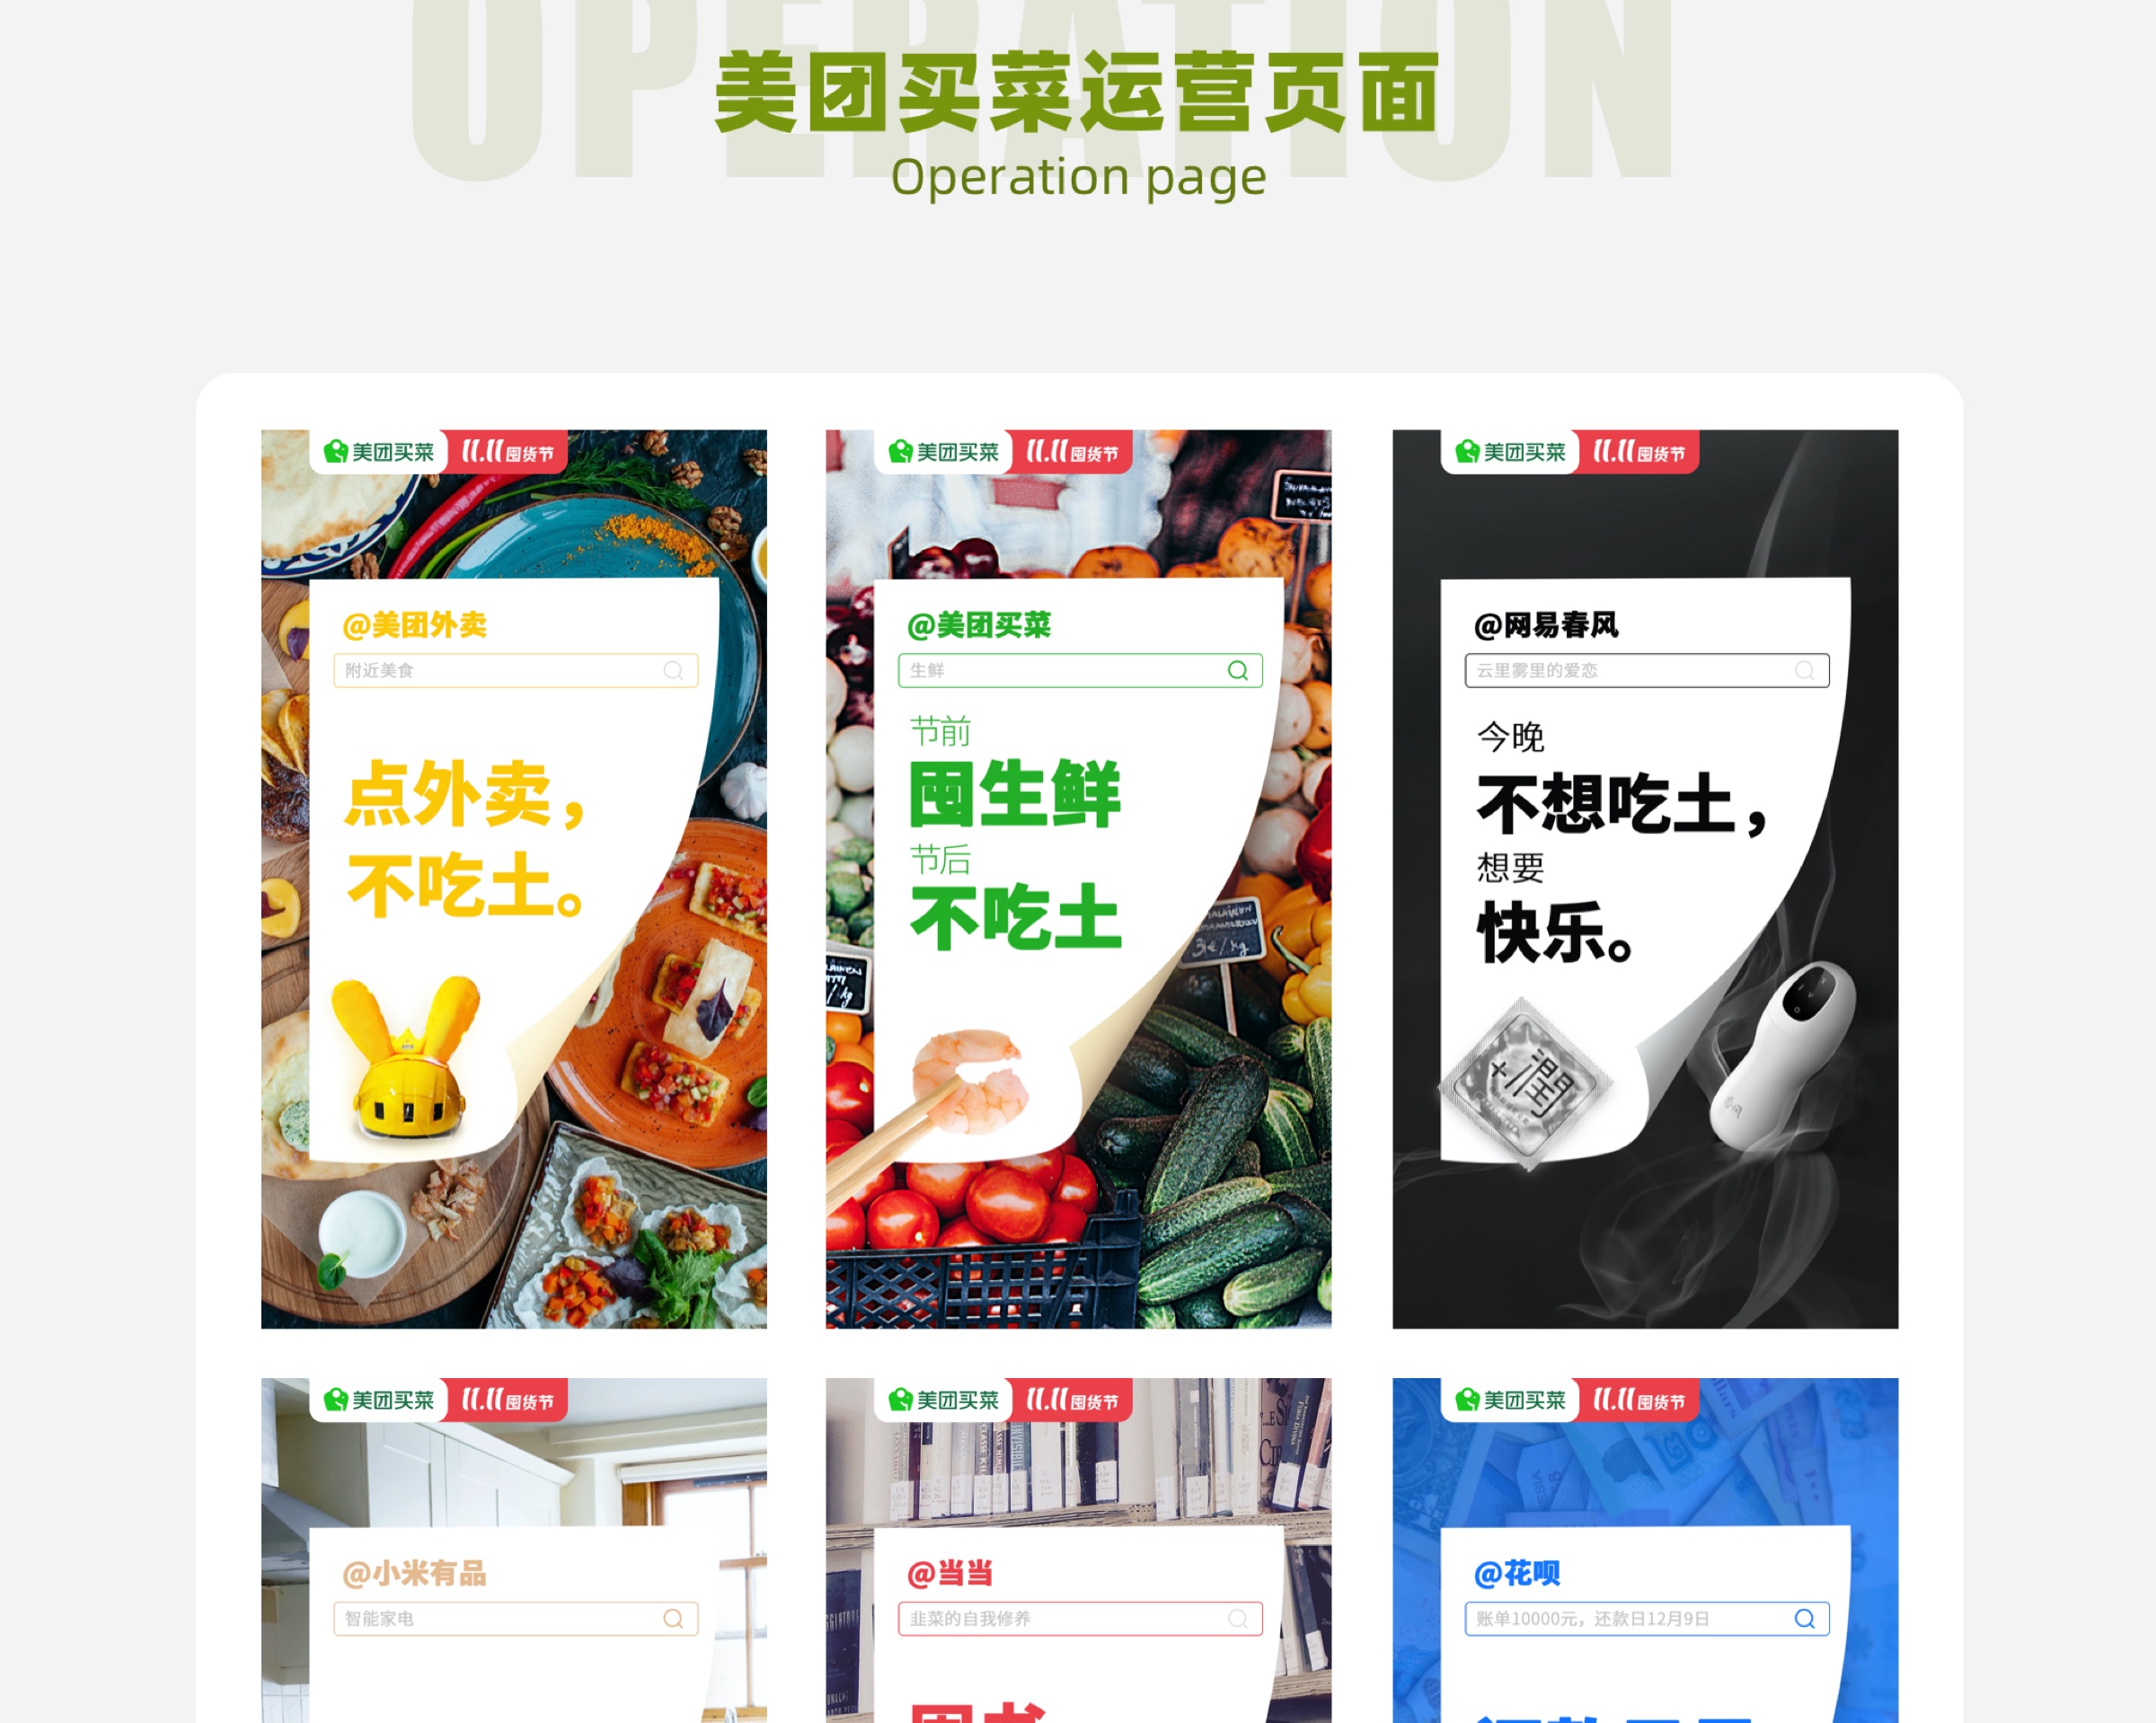 OPERATION
美团买菜运营页面
Operation page
美团买菜 11.11囤货节
@美团外卖
附近美食
点外卖，
不吃土。
美团买菜 11.11囤货节
@美团买菜
生鲜
节前
囤生鲜
节后
不吃土
3€/kg
美团买菜 11.11囤货节
@网易春风
云里雾里的爱恋
今晚
不想吃土，
想要
快乐。
润
美团买菜 11.11囤货节
@小米有品
智能家电
美团买菜 11.11囤货节
@当当
韭菜的自我修养
囤书
美团买菜 11.11囤货节
@花呗
账单10000元，还款日12月9日